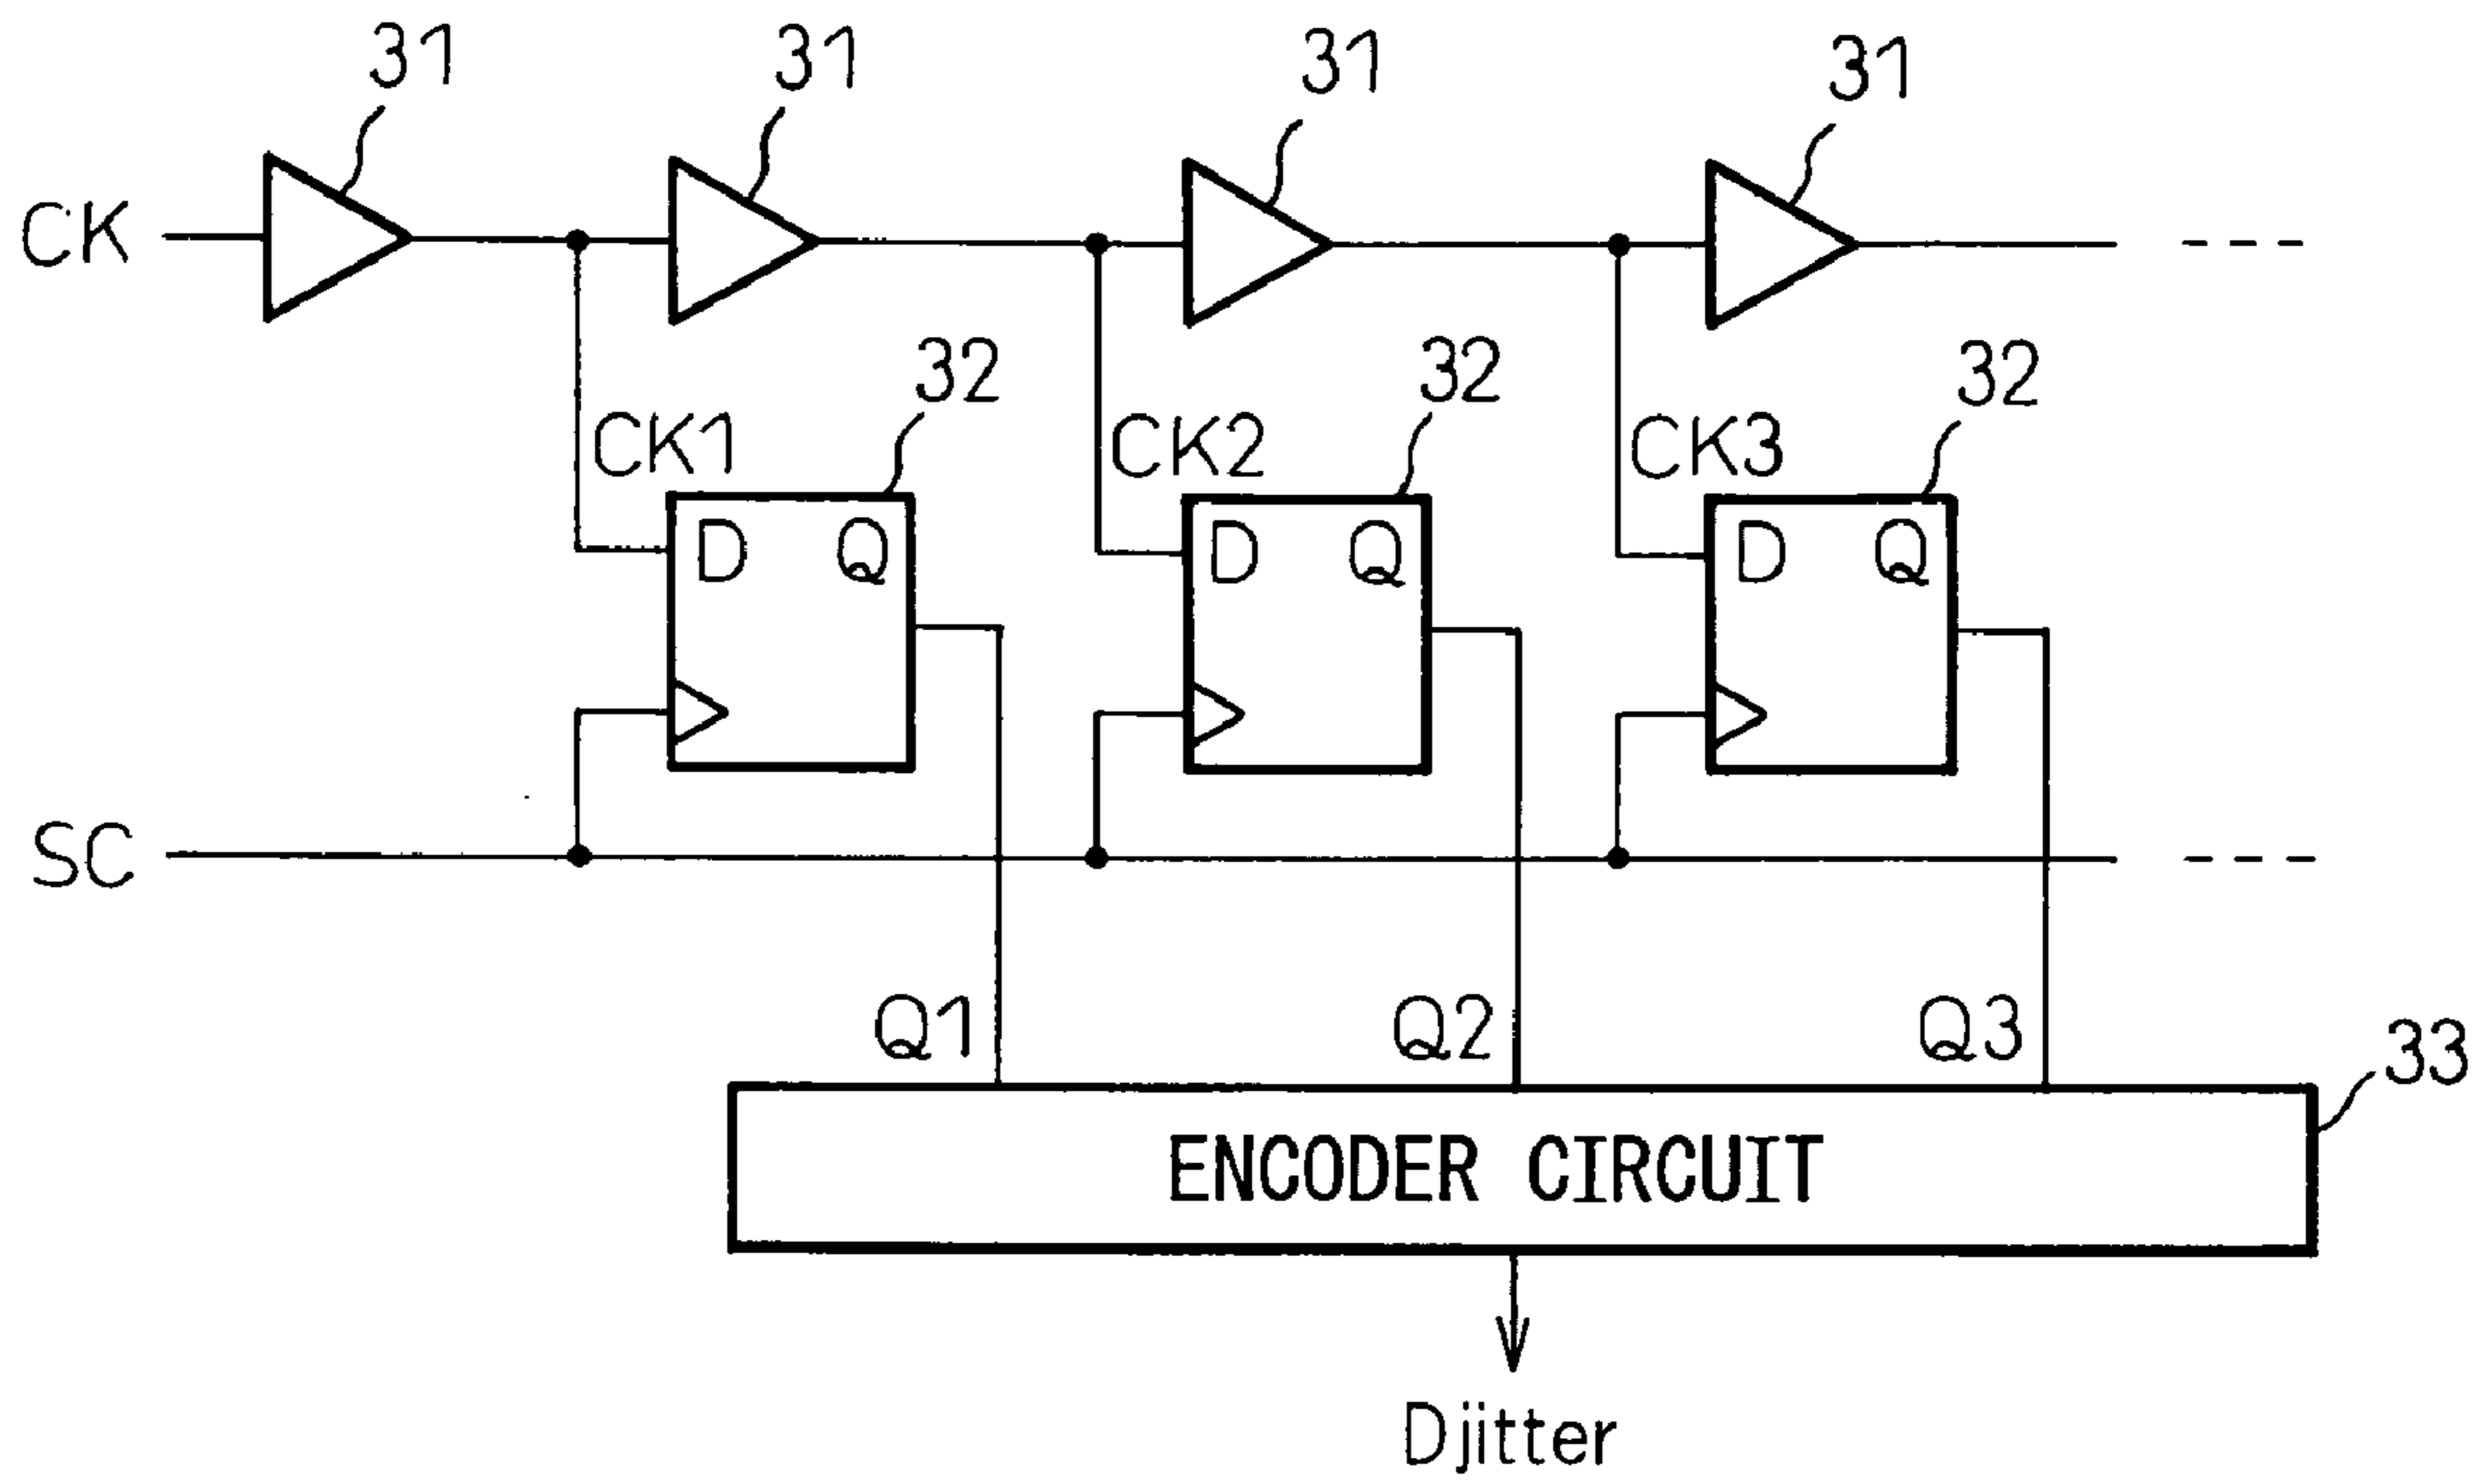 31 31 31 31
CK
32 32 32
CK1 CK2 CK3
D Q D Q D Q
SC
Q1 Q2 Q3
33
ENCODER CIRCUIT
Djitter